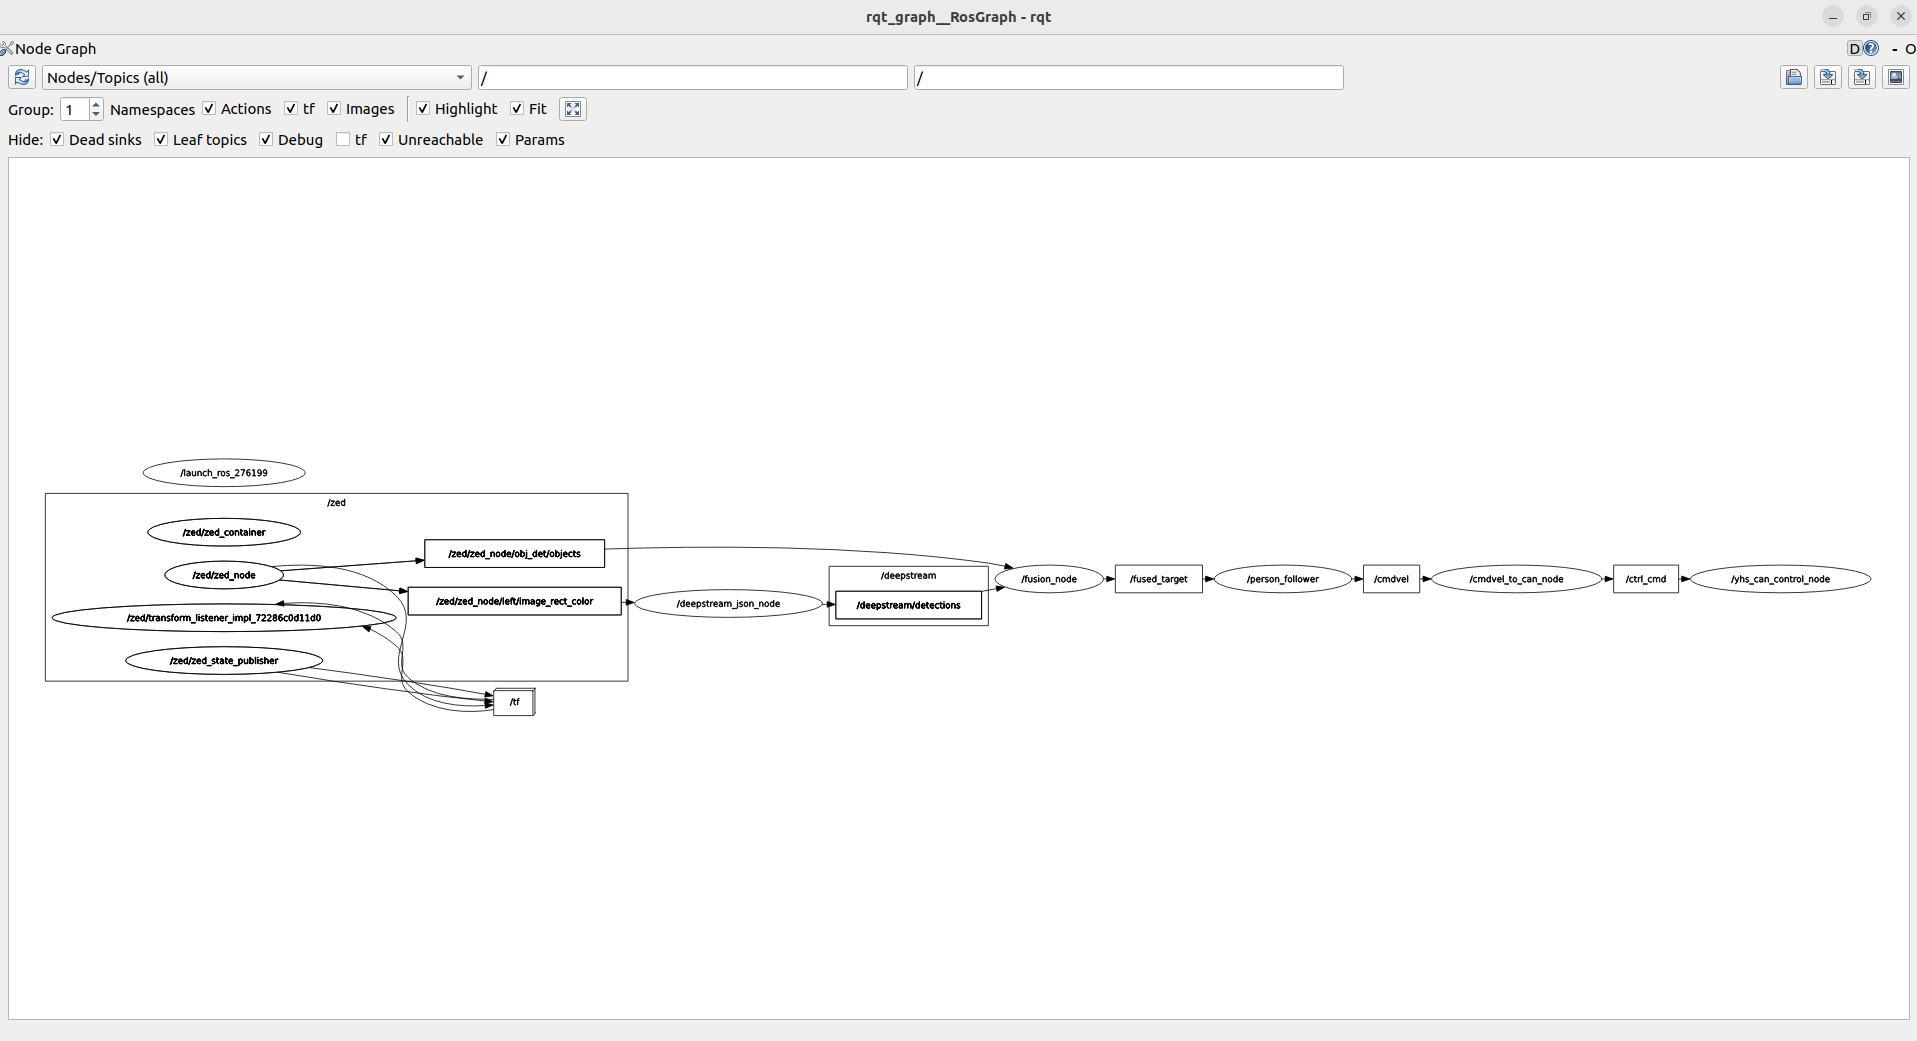 rqt_graph__RosGraph - rqt
Node Graph
D
- O
Nodes/Topics (all)
/
/
Group: 1 Namespaces Actions tf Images Highlight Fit
Hide: Dead sinks Leaf topics Debug tf Unreachable Params
/launch_ros_276199
/zed
/zed/zed_container
/zed/zed_node/obj_det/objects
/zed/zed_node
/zed/zed_node/left/image_rect_color
/zed/transform_listener_impl_72286c0d11d0
/zed/zed_state_publisher
/tf
/deepstream_json_node
/deepstream
/deepstream/detections
/fusion_node
/fused_target
/person_follower
/cmdvel
/cmdvel_to_can_node
/ctrl_cmd
/yhs_can_control_node